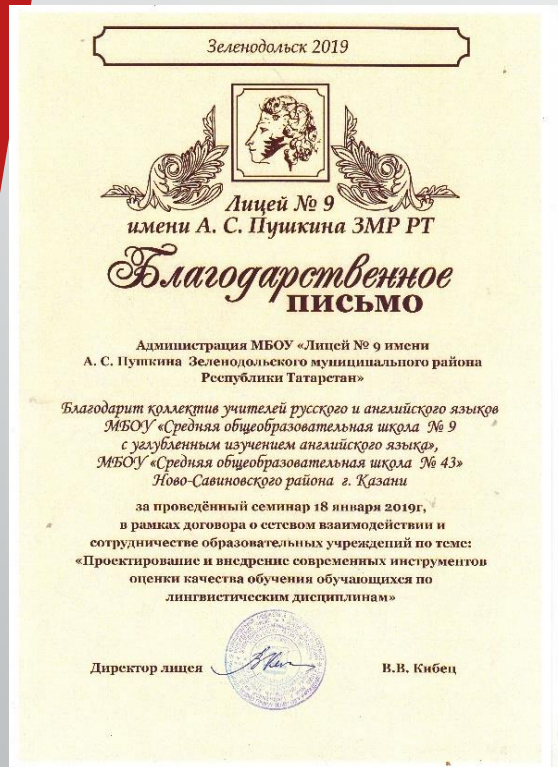 Зеленодольск 2019
Лицей № 9
имени А. С. Пушкина ЗМР РТ
Благодарственное
письмо
Администрация МБОУ «Лицей № 9 имени
А. С. Пушкина Зеленодольского муниципального района
Республики Татарстан»
Благодарит коллектив учителей русского и английского языков
МБОУ «Средняя общеобразовательная школа № 9
с углубленным изучением английского языка»,
МБОУ «Средняя общеобразовательная школа № 43»
Ново-Савиновского района г. Казани
за проведённый семинар 18 января 2019г,
в рамках договора о сетевом взаимодействии и
сотрудничестве образовательных учреждений по теме:
«Проектирование и внедрение современных инструментов
оценки качества обучения обучающихся по
лингвистическим дисциплинам»
Директор лицея В.В. Кибец